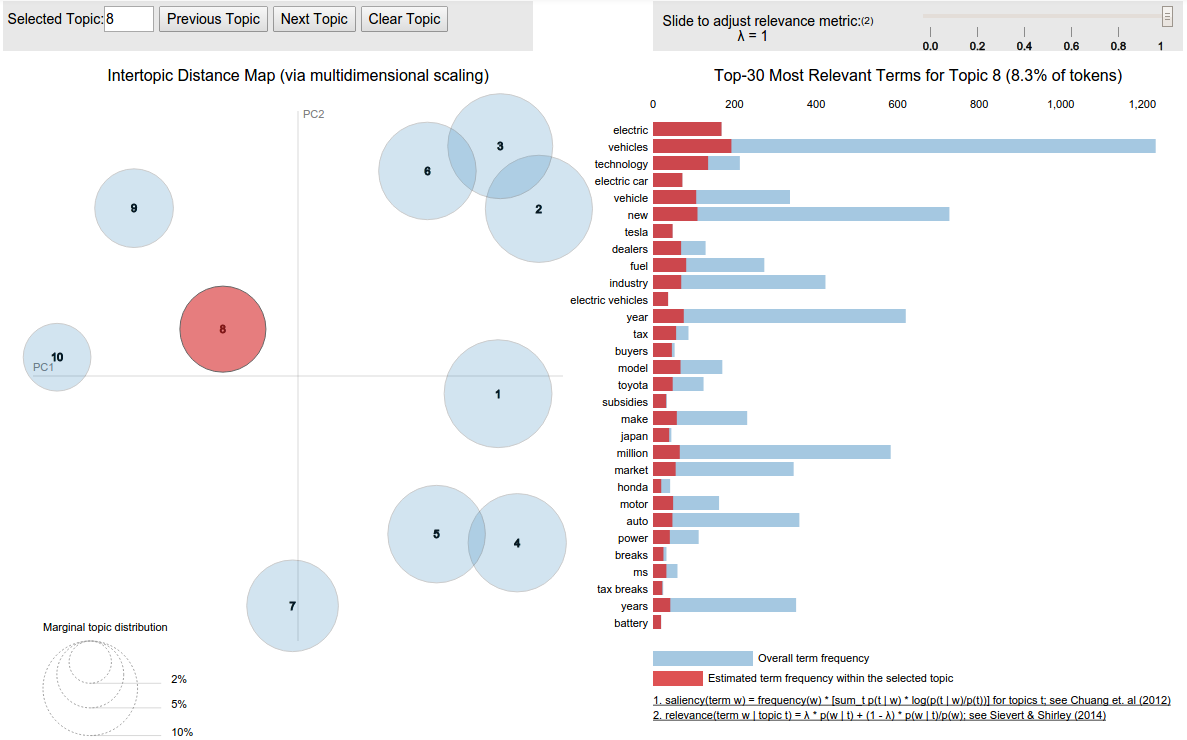 Selected Topic: 8 Previous Topic Next Topic Clear Topic
Slide to adjust relevance metric:(2)
λ = 1
0.0 0.2 0.4 0.6 0.8 1
Intertopic Distance Map (via multidimensional scaling)
PC2
3
6
2
9
8
10
PC1
1
5
4
7
Marginal topic distribution
2%
5%
10%
Top-30 Most Relevant Terms for Topic 8 (8.3% of tokens)
0 200 400 600 800 1,000 1,200
electric
vehicles
technology
electric car
vehicle
new
tesla
dealers
fuel
industry
electric vehicles
year
tax
buyers
model
toyota
subsidies
make
japan
million
market
honda
motor
auto
power
breaks
ms
tax breaks
years
battery
Overall term frequency
Estimated term frequency within the selected topic
1. saliency(term w) = frequency(w) * [sum_t p(t | w) * log(p(t | w)/p(t))] for topics t; see Chuang et. al (2012)
2. relevance(term w | topic t) = λ * p(w | t) + (1 - λ) * p(w | t)/p(w); see Sievert & Shirley (2014)